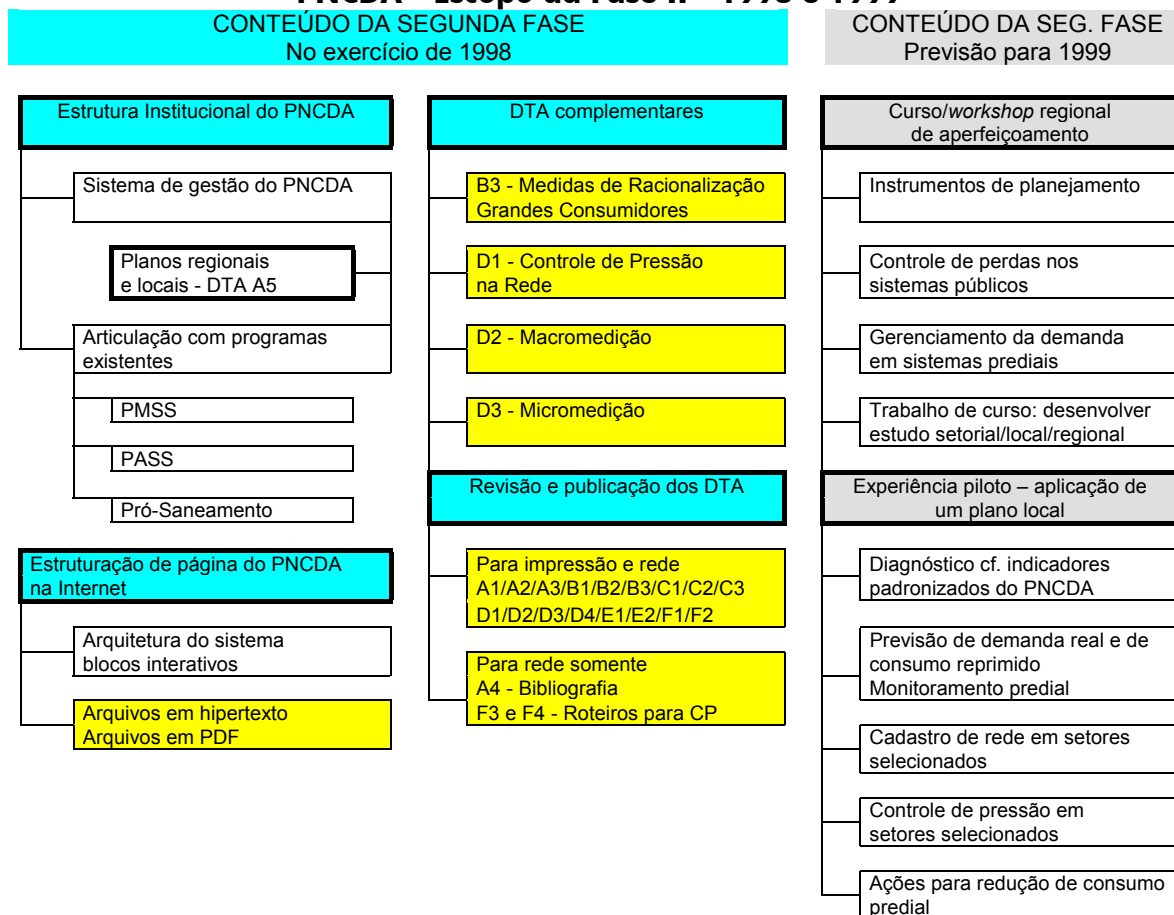 PNCDA - Escopo da Fase II - 1998 e 1999
CONTEÚDO DA SEGUNDA FASE
No exercício de 1998
Estrutura Institucional do PNCDA
Sistema de gestão do PNCDA
Planos regionais
e locais - DTA A5
Articulação com programas
existentes
PMSS
PASS
Pró-Saneamento
Estruturação de página do PNCDA
na Internet
Arquitetura do sistema
blocos interativos
Arquivos em hipertexto
Arquivos em PDF
DTA complementares
B3 - Medidas de Racionalização
Grandes Consumidores
D1 - Controle de Pressão
na Rede
D2 - Macromedição
D3 - Micromedição
Revisão e publicação dos DTA
Para impressão e rede
A1/A2/A3/B1/B2/B3/C1/C2/C3
D1/D2/D3/D4/E1/E2/F1/F2
Para rede somente
A4 - Bibliografia
F3 e F4 - Roteiros para CP
CONTEÚDO DA SEG. FASE
Previsão para 1999
Curso/workshop regional
de aperfeiçoamento
Instrumentos de planejamento
Controle de perdas nos
sistemas públicos
Gerenciamento da demanda
em sistemas prediais
Trabalho de curso: desenvolver
estudo setorial/local/regional
Experiência piloto – aplicação de
um plano local
Diagnóstico cf. indicadores
padronizados do PNCDA
Previsão de demanda real e de
consumo reprimido
Monitoramento predial
Cadastro de rede em setores
selecionados
Controle de pressão em
setores selecionados
Ações para redução de consumo
predial